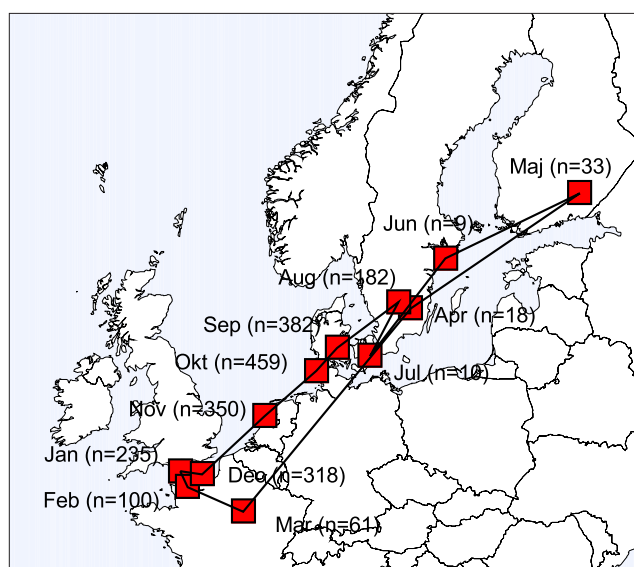 Maj (n=33)
Jun (n=9)
Aug (n=182)
Apr (n=18)
Sep (n=382)
Okt (n=459)
Jul (n=10)
Nov (n=350)
Jan (n=235)
Dec (n=318)
Feb (n=100)
Mar (n=61)